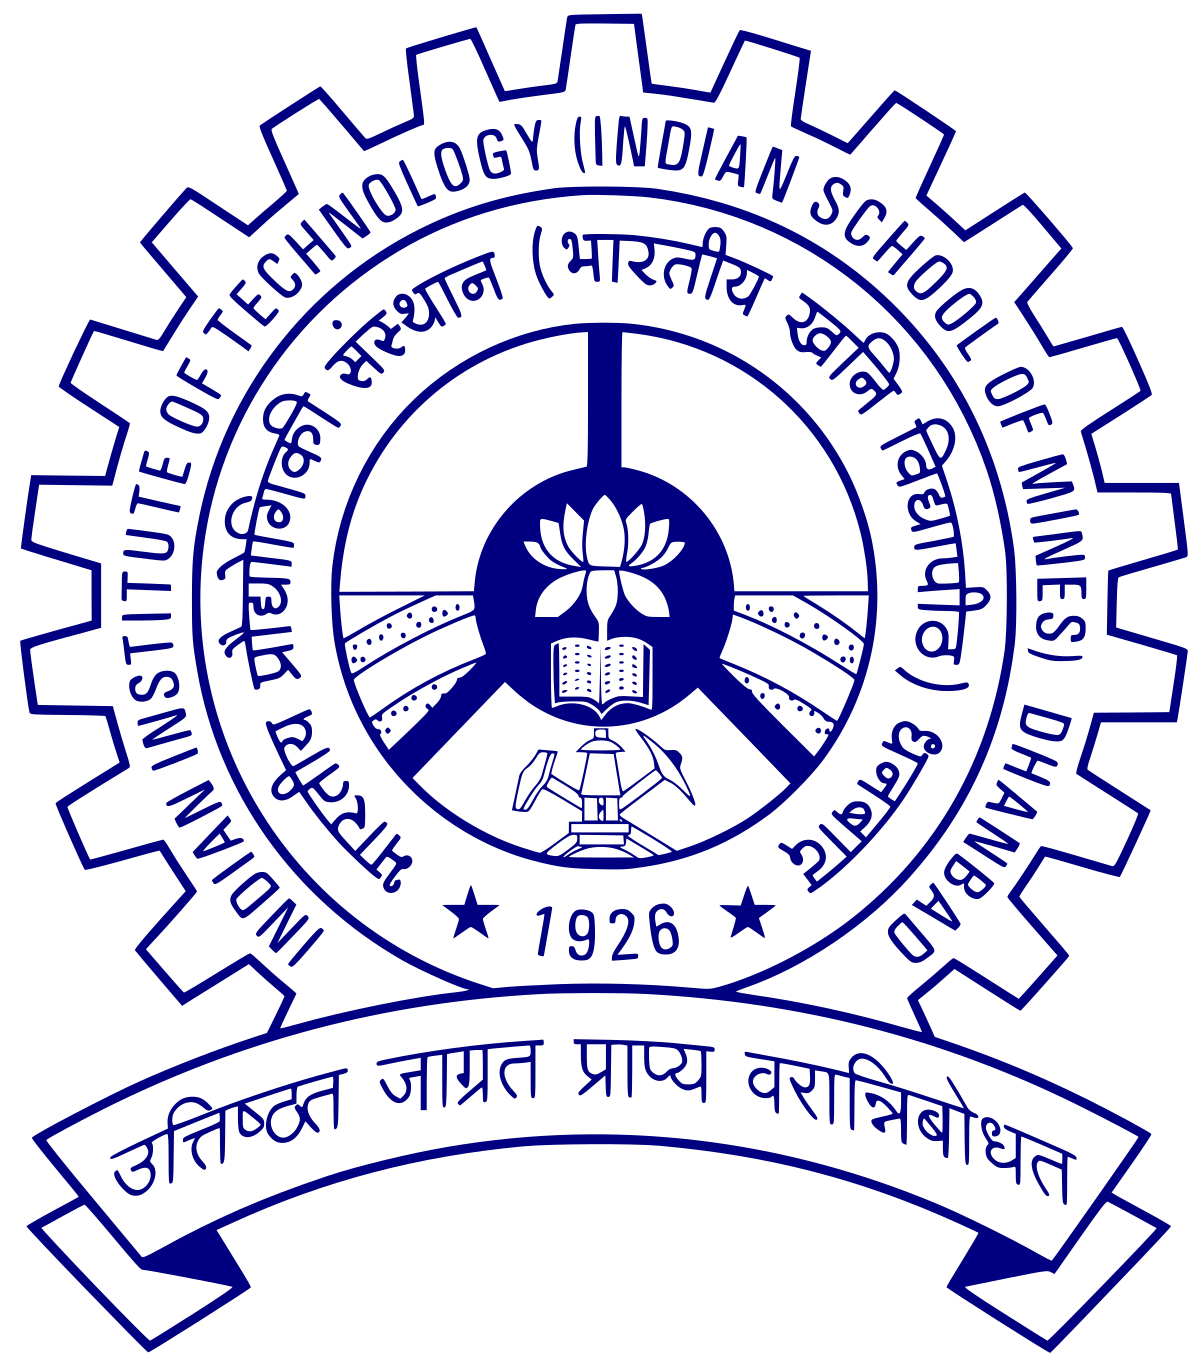 INDIAN INSTITUTE OF TECHNOLOGY (INDIAN SCHOOL OF MINES) DHANBAD
भारतीय प्रौद्योगिकी संस्थान (भारतीय खनि विद्यापीठ) धनबाद
1926
उत्तिष्ठत जाग्रत प्राप्य वरान्निबोधत